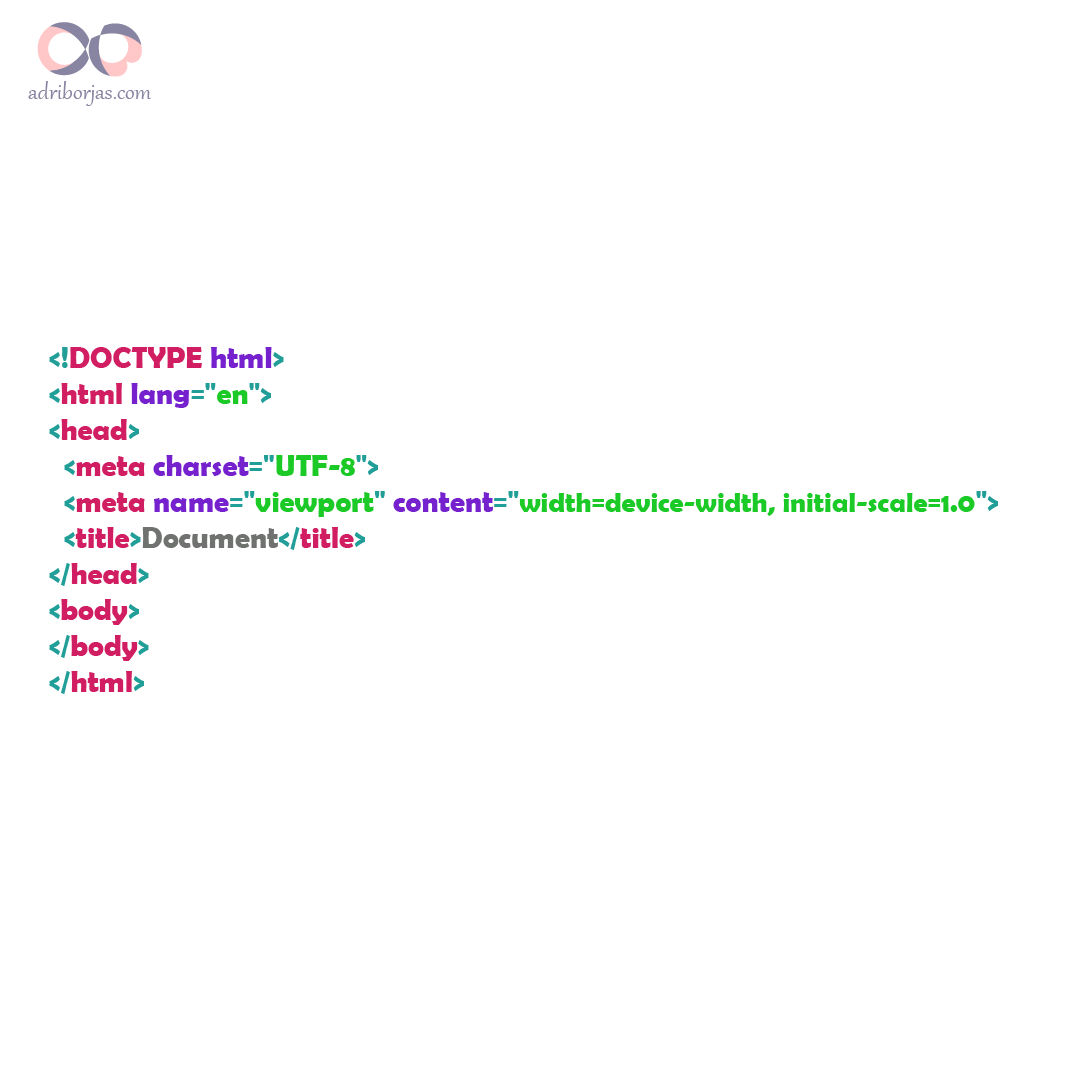 adriborjas.com
<!DOCTYPE html>
<html lang="en">
<head>
  <meta charset="UTF-8">
  <meta name="viewport" content="width=device-width, initial-scale=1.0">
  <title>Document</title>
</head>
<body>
</body>
</html>